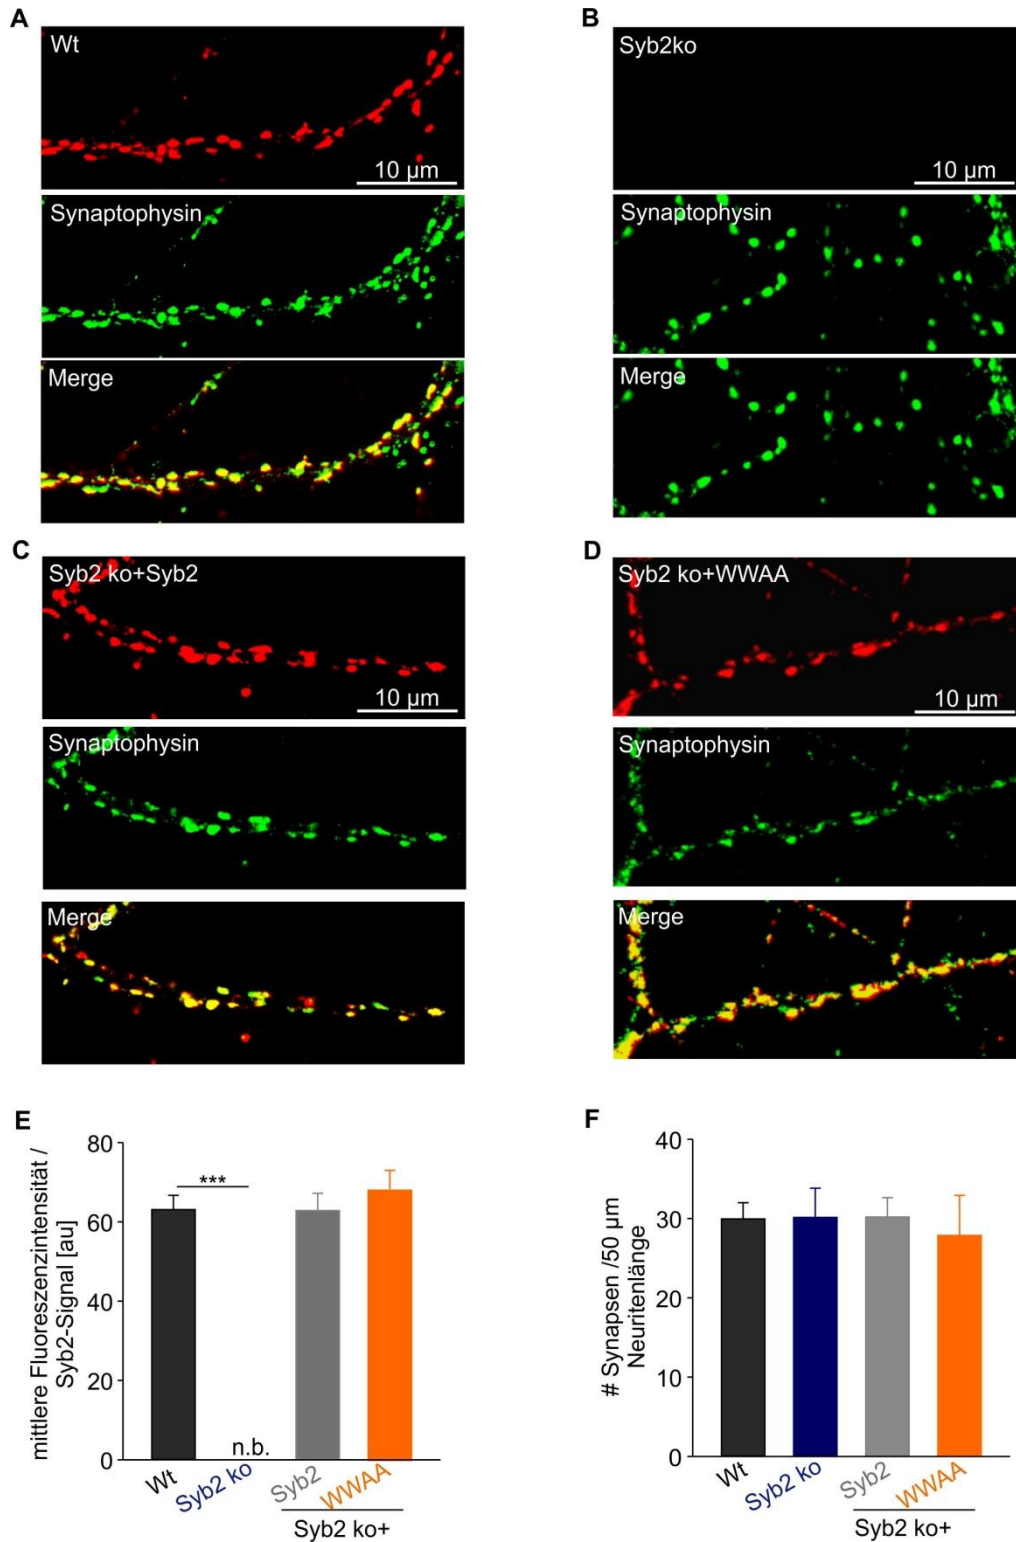 A
Wt
10 µm
Synaptophysin
Merge
B
Syb2ko
10 µm
Synaptophysin
Merge
C
Syb2 ko+Syb2
10 µm
Synaptophysin
Merge
D
Syb2 ko+WWAA
10 µm
Synaptophysin
Merge
E
mittlere Fluoreszenzintensität /
Syb2-Signal [au]
80
60
40
20
0
***
n.b.
Wt
Syb2 ko
Syb2
WWAA
Syb2 ko+
F
# Synapsen /50 µm
Neuritenlänge
40
30
20
10
0
Wt
Syb2 ko
Syb2
WWAA
Syb2 ko+